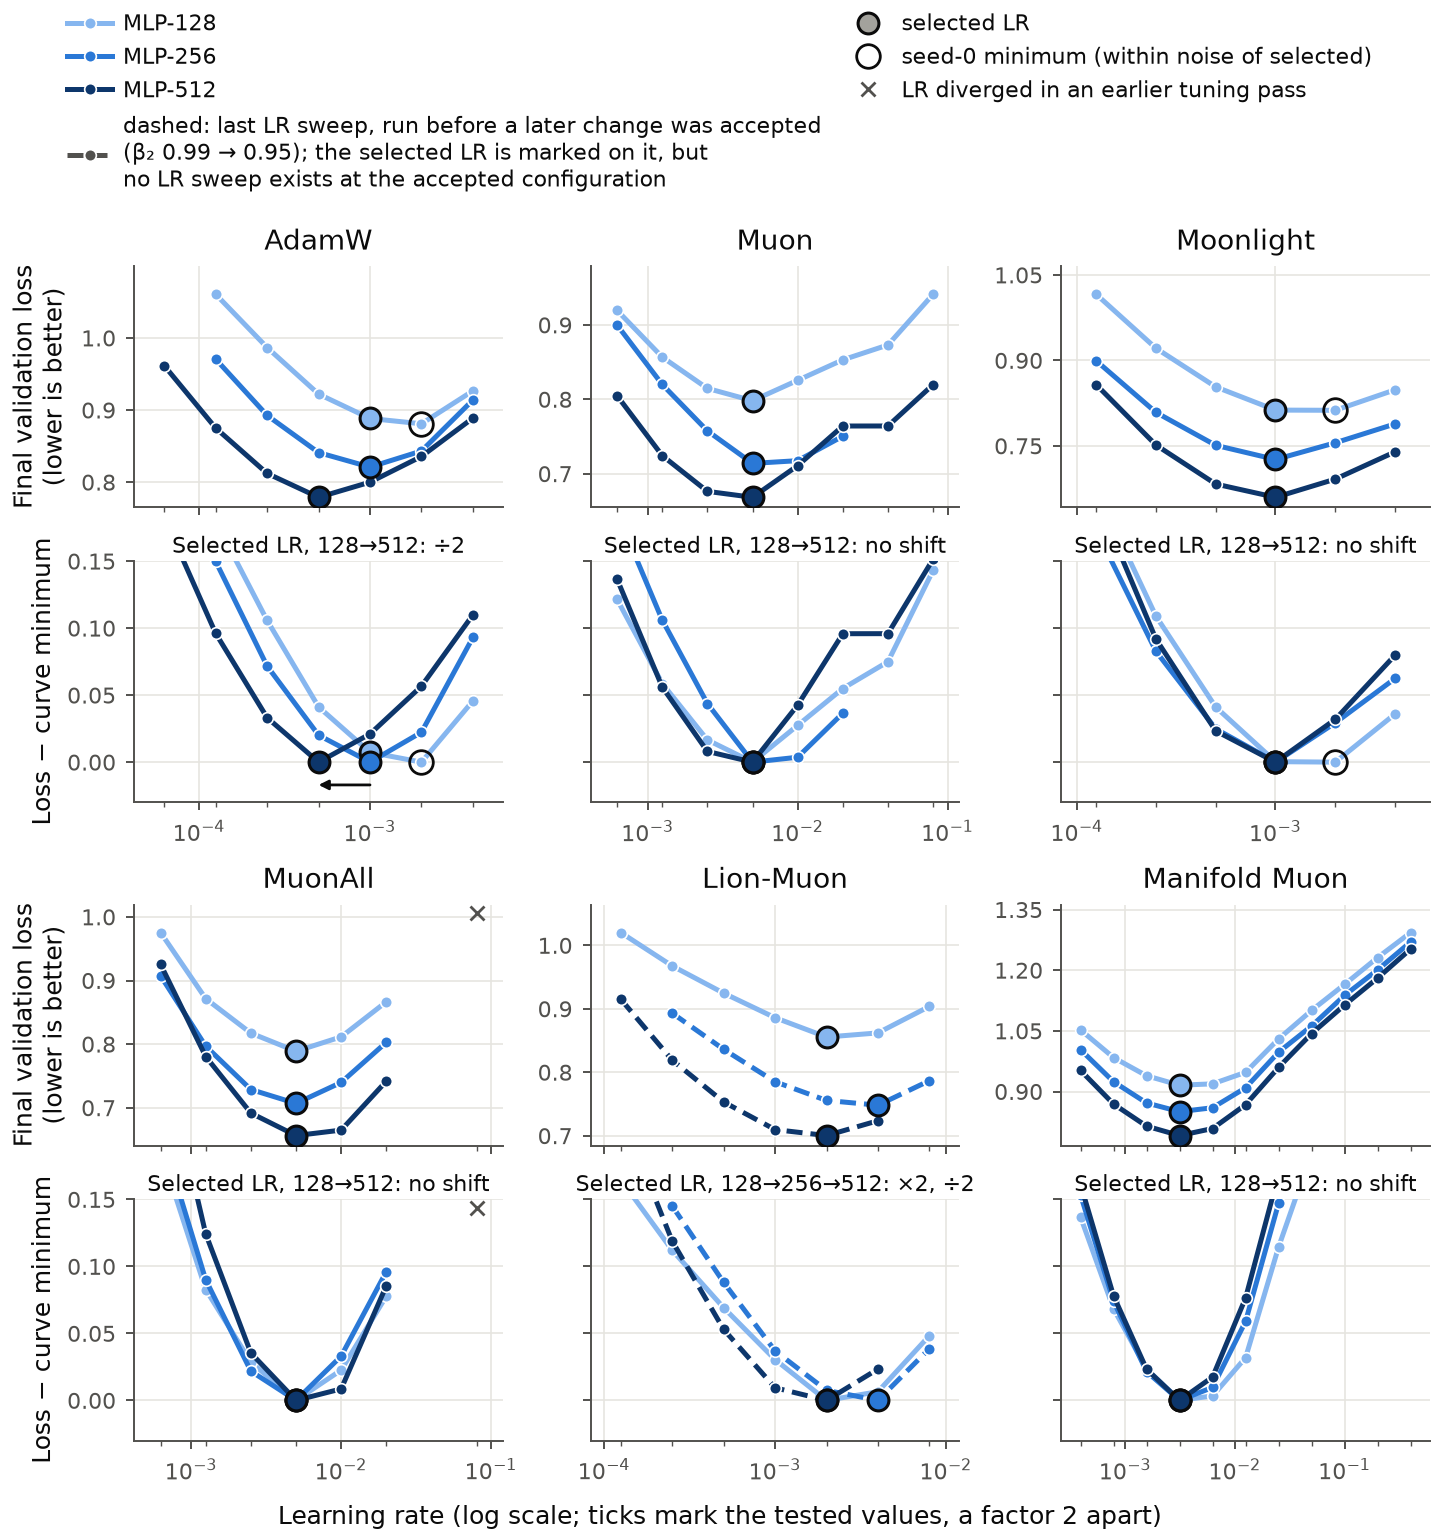 MLP-128
MLP-256
MLP-512
dashed: last LR sweep, run before a later change was accepted
(β₂ 0.99 → 0.95); the selected LR is marked on it, but
no LR sweep exists at the accepted configuration
selected LR
seed-0 minimum (within noise of selected)
LR diverged in an earlier tuning pass
AdamW
Final validation loss
(lower is better)
1.0
0.9
0.8
Muon
0.9
0.8
0.7
Moonlight
1.05
0.90
0.75
Selected LR, 128→512: ÷2
Loss − curve minimum
0.15
0.10
0.05
0.00
10⁻⁴
10⁻³
Selected LR, 128→512: no shift
10⁻³
10⁻²
10⁻¹
Selected LR, 128→512: no shift
10⁻⁴
10⁻³
MuonAll
Final validation loss
(lower is better)
1.0
0.9
0.8
0.7
Lion-Muon
1.0
0.9
0.8
0.7
Manifold Muon
1.35
1.20
1.05
0.90
Selected LR, 128→512: no shift
Loss − curve minimum
0.15
0.10
0.05
0.00
10⁻³
10⁻²
10⁻¹
Selected LR, 128→256→512: ×2, ÷2
10⁻⁴
10⁻³
10⁻²
Selected LR, 128→512: no shift
10⁻³
10⁻²
10⁻¹
Learning rate (log scale; ticks mark the tested values, a factor 2 apart)